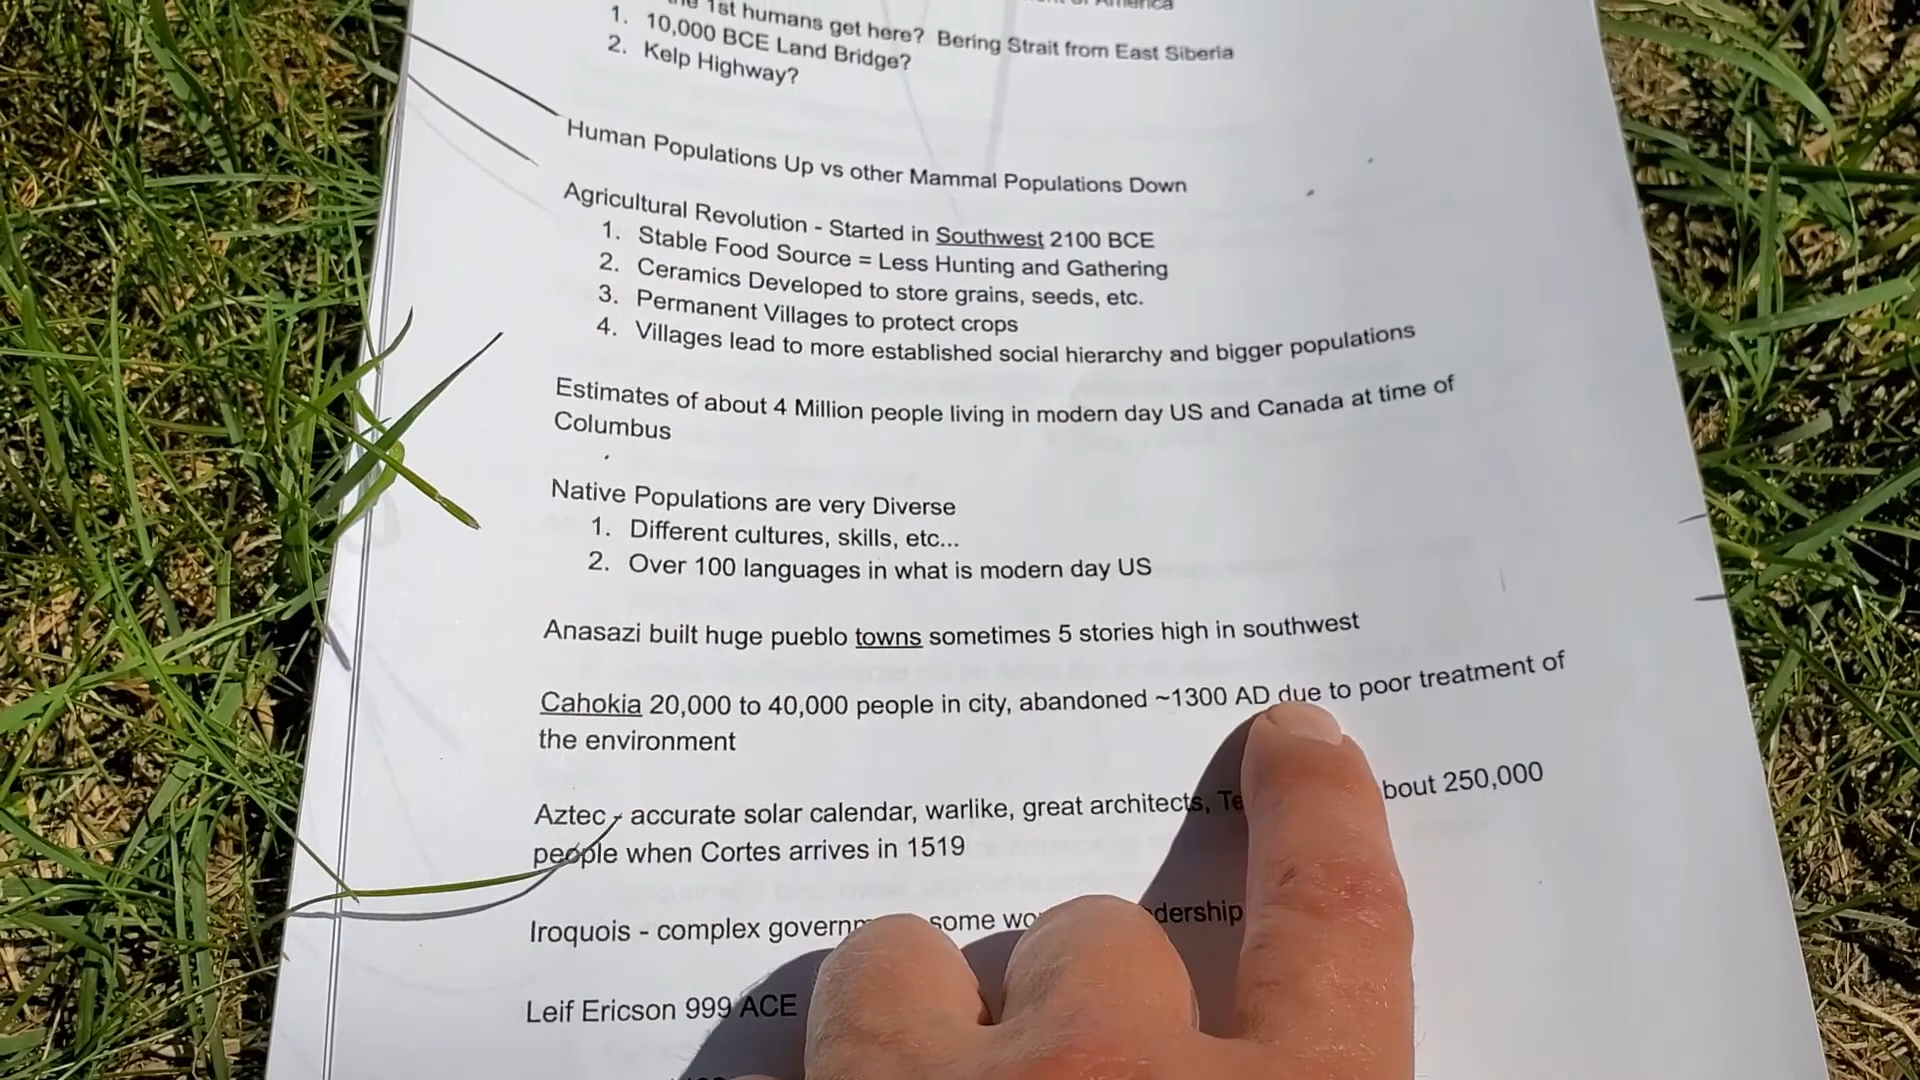 1st humans get here? Bering Strait from East Siberia
1. 10,000 BCE Land Bridge?
2. Kelp Highway?
Human Populations Up vs other Mammal Populations Down
Agricultural Revolution - Started in Southwest 2100 BCE
1. Stable Food Source = Less Hunting and Gathering
2. Ceramics Developed to store grains, seeds, etc.
3. Permanent Villages to protect crops
4. Villages lead to more established social hierarchy and bigger populations
Estimates of about 4 Million people living in modern day US and Canada at time of
Columbus
Native Populations are very Diverse
1. Different cultures, skills, etc...
2. Over 100 languages in what is modern day US
Anasazi built huge pueblo towns sometimes 5 stories high in southwest
Cahokia 20,000 to 40,000 people in city, abandoned ~1300 AD due to poor treatment of
the environment
Aztec - accurate solar calendar, warlike, great architects, bout 250,000
people when Cortes arrives in 1519
Iroquois - complex some
Leif Ericson 999 ACE